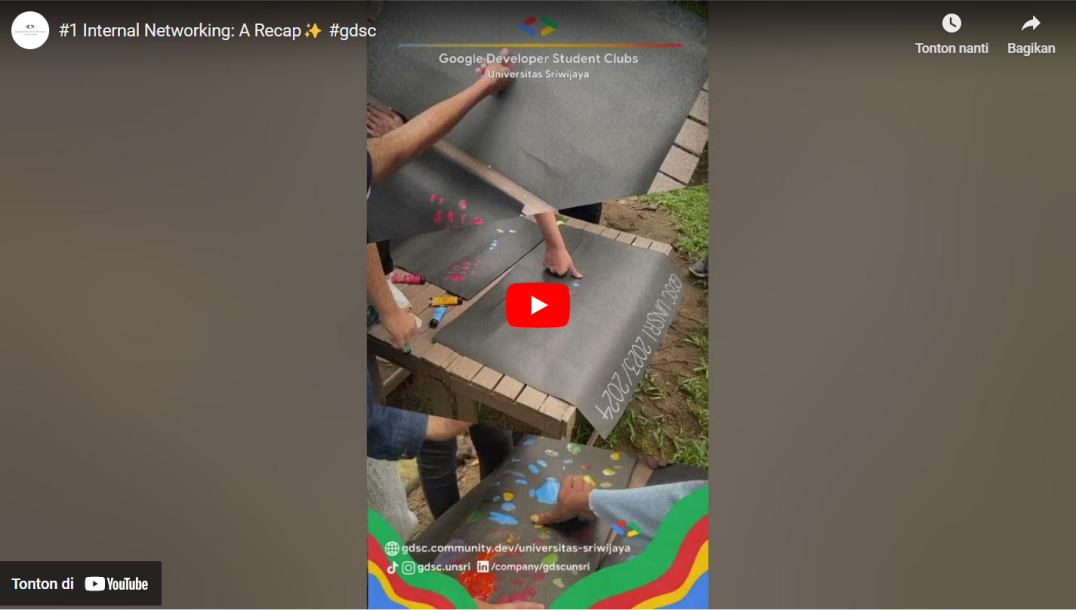 #1 Internal Networking: A Recap✨ #gdsc
Tonton nanti
Bagikan
Google Developer Student Clubs
Universitas Sriwijaya
GDSC UNSRI 2023/2024
gdsc.community.dev/universitas-sriwijaya
gdsc.unsri
/company/gdscunsri
Tonton di YouTube